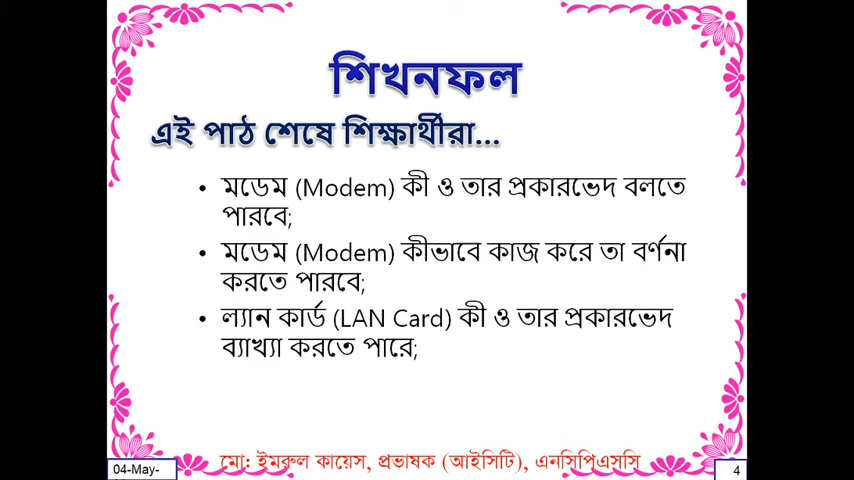 শিখনফল
এই পাঠ শেষে শিক্ষার্থীরা...
• মডেম (Modem) কী ও তার প্রকারভেদ বলতে
পারবে;
• মডেম (Modem) কীভাবে কাজ করে তা বর্ণনা
করতে পারবে;
• ল্যান কার্ড (LAN Card) কী ও তার প্রকারভেদ
ব্যাখ্যা করতে পারে;
মো: ইমরুল কায়েস, প্রভাষক (আইসিটি), এনসিপিএসসি
04-May-
4